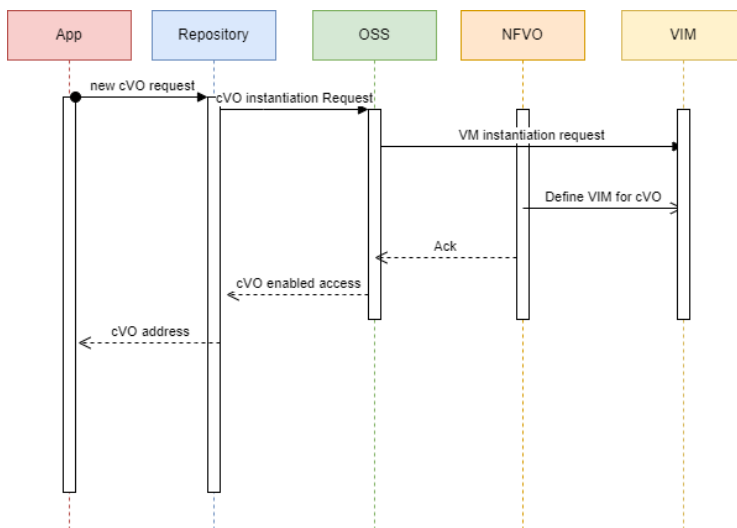 App
Repository
OSS
NFVO
VIM
new cVO request
cVO instantiation Request
VM instantiation request
Define VIM for cVO
Ack
cVO enabled access
cVO address